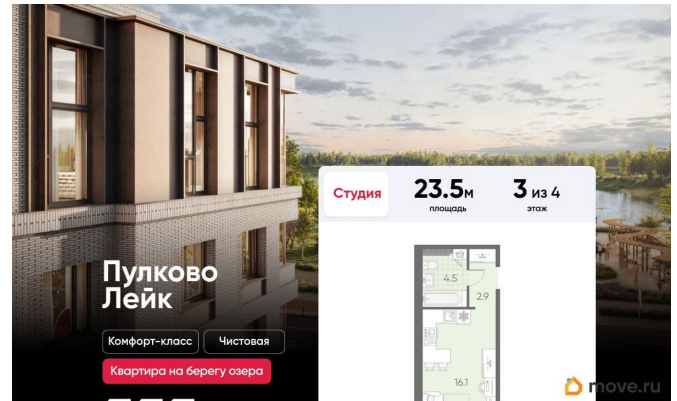 Студия
23.5м
площадь
3 из 4
этаж
Пулково
Лейк
4.5
2.9
Комфорт-класс
Чистовая
Квартира на берегу озера
16.1
move.ru